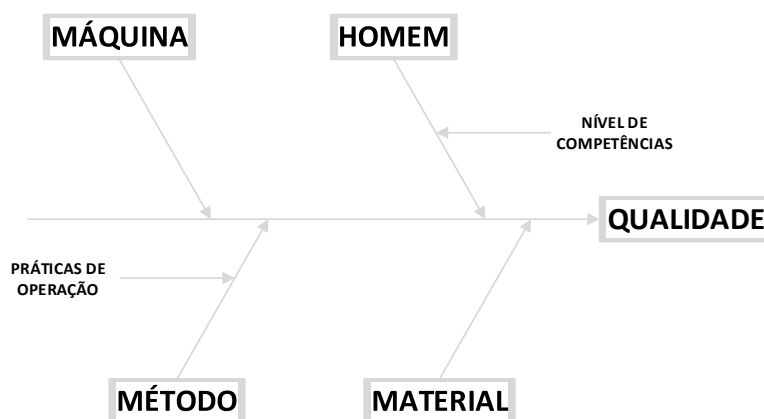 MÁQUINA
HOMEM
NÍVEL DE
COMPETÊNCIAS
QUALIDADE
PRÁTICAS DE
OPERAÇÃO
MÉTODO
MATERIAL